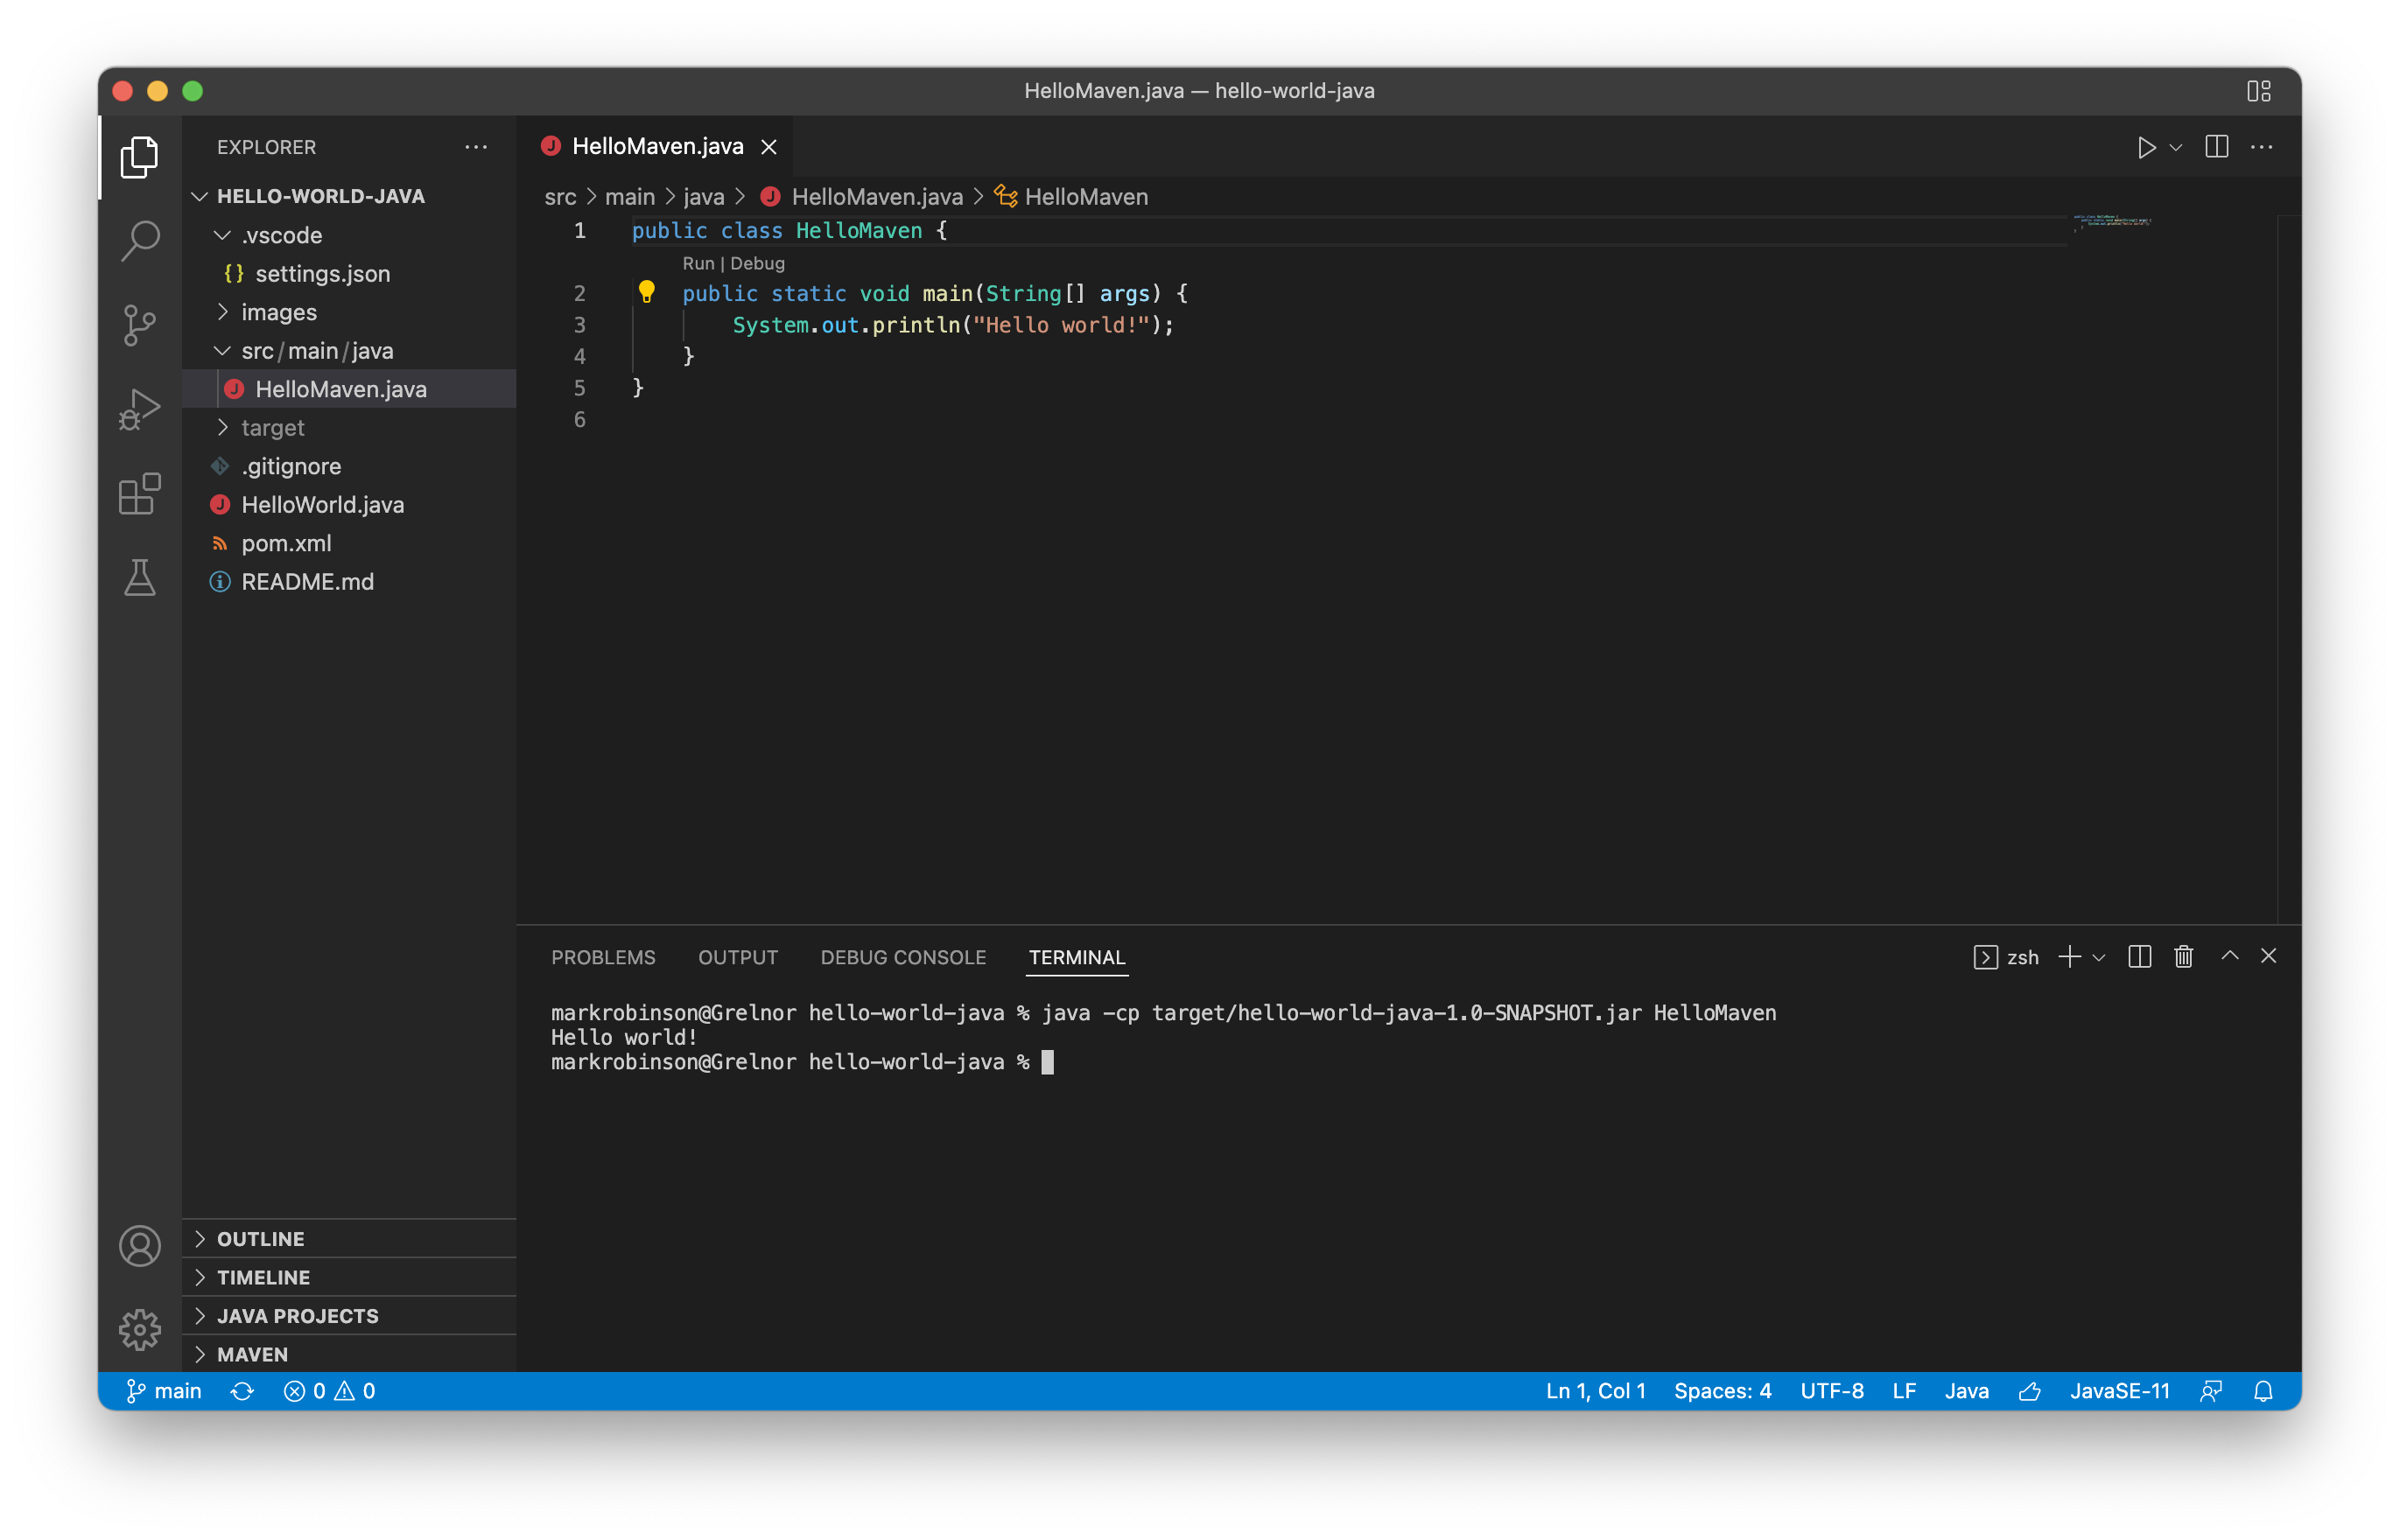 HelloMaven.java — hello-world-java
EXPLORER
HELLO-WORLD-JAVA
.vscode
{} settings.json
images
src/main/java
J HelloMaven.java
target
.gitignore
J HelloWorld.java
pom.xml
README.md
OUTLINE
TIMELINE
JAVA PROJECTS
MAVEN
J HelloMaven.java
src > main > java > J HelloMaven.java > HelloMaven
1 public class HelloMaven {
Run | Debug
2 public static void main(String[] args) {
3 System.out.println("Hello world!");
4 }
5 }
6
PROBLEMS OUTPUT DEBUG CONSOLE TERMINAL
zsh
markrobinson@Grelnor hello-world-java % java -cp target/hello-world-java-1.0-SNAPSHOT.jar HelloMaven
Hello world!
markrobinson@Grelnor hello-world-java %
main 0 0 Ln 1, Col 1 Spaces: 4 UTF-8 LF Java JavaSE-11